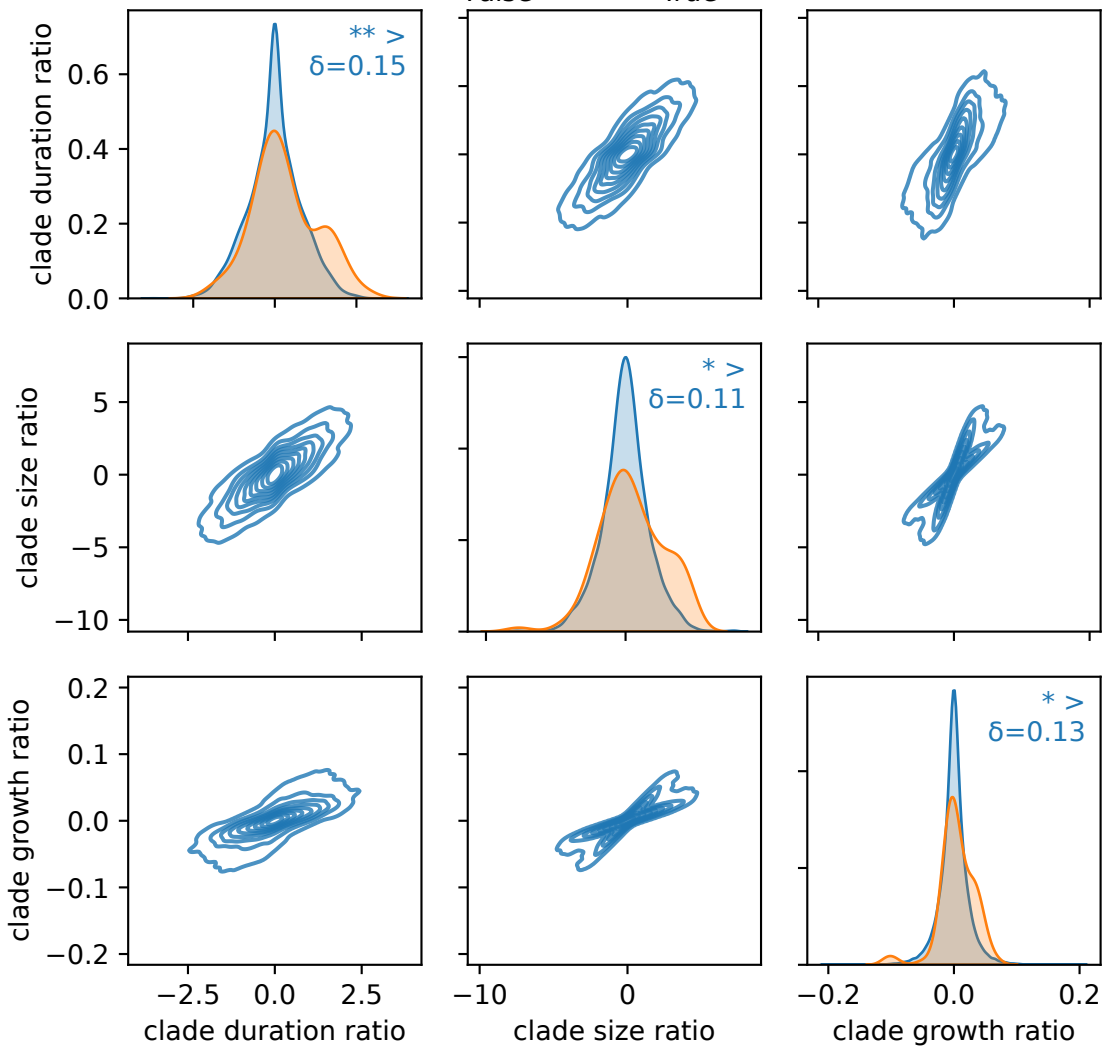 clade duration ratio
0.6
0.4
0.2
0.0
** >
δ=0.15
clade size ratio
5
0
−5
−10
* >
δ=0.11
clade growth ratio
0.2
0.1
0.0
−0.1
−0.2
* >
δ=0.13
−2.5 0.0 2.5
−10 0
−0.2 0.0 0.2
clade duration ratio
clade size ratio
clade growth ratio